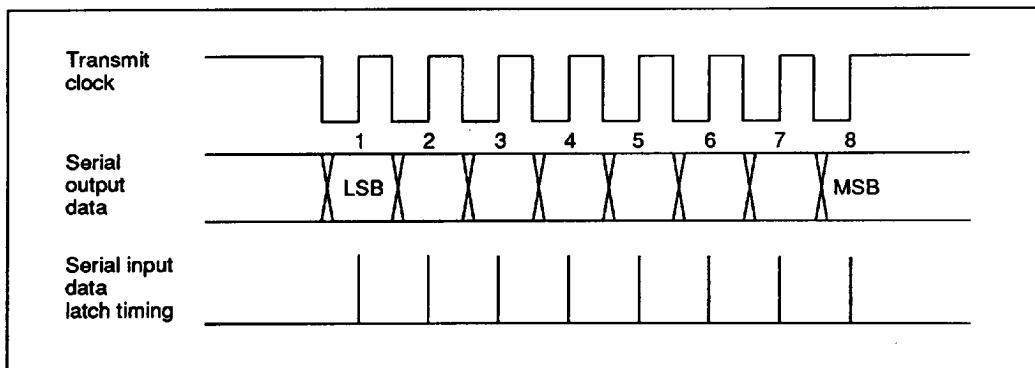 Transmit
clock
1 2 3 4 5 6 7 8
Serial
output
data
LSB MSB
Serial input
data
latch timing